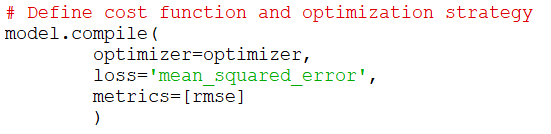 # Define cost function and optimization strategy
model.compile(
        optimizer=optimizer,
        loss='mean_squared_error',
        metrics=[rmse]
        )